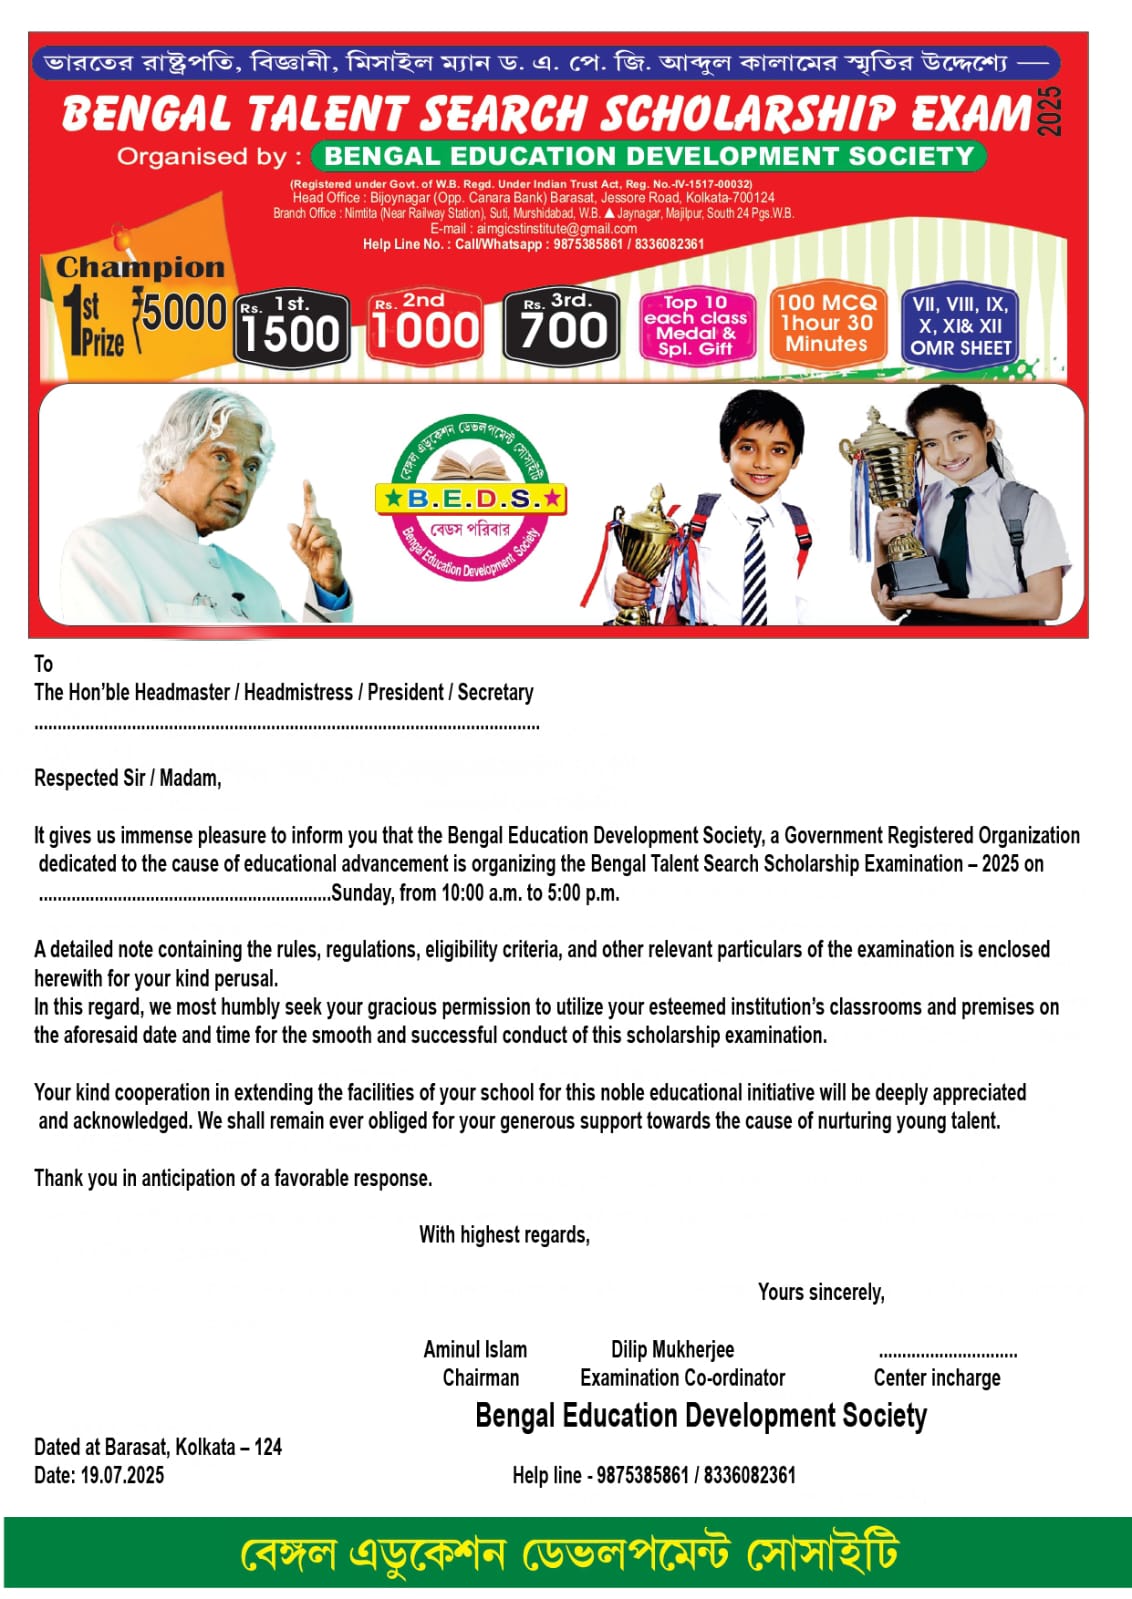 ভারতের রাষ্ট্রপতি, বিজ্ঞানী, মিসাইল ম্যান ড. এ. পে. জি. আব্দুল কালামের স্মৃতির উদ্দেশ্যে —
BENGAL TALENT SEARCH SCHOLARSHIP EXAM 2025
Organised by : BENGAL EDUCATION DEVELOPMENT SOCIETY
(Registered under Govt. of W.B. Regd. Under Indian Trust Act, Reg. No.-IV-1517-00032)
Head Office : Bijoynagar (Opp. Canara Bank) Barasat, Jessore Road, Kolkata-700124
Branch Office : Nimtita (Near Railway Station), Suti, Murshidabad, W.B. ▲ Jaynagar, Majilpur, South 24 Pgs.W.B.
E-mail : aimgicstinstitute@gmail.com
Help Line No. : Call/Whatsapp : 9875385861 / 8336082361
Champion
1st Prize ₹5000
Rs. 1st.
1500
Rs. 2nd
1000
Rs. 3rd.
700
Top 10
each class
Medal &
Spl. Gift
100 MCQ
1hour 30
Minutes
VII, VIII, IX,
X, XI& XII
OMR SHEET
বেঙ্গল এডুকেশন ডেভলপমেন্ট সোসাইটি
B.E.D.S.
বেডস পরিবার
Bengal Education Development Society
To
The Hon’ble Headmaster / Headmistress / President / Secretary
.............................................................................................................
Respected Sir / Madam,
It gives us immense pleasure to inform you that the Bengal Education Development Society, a Government Registered Organization
dedicated to the cause of educational advancement is organizing the Bengal Talent Search Scholarship Examination – 2025 on
...............................................................Sunday, from 10:00 a.m. to 5:00 p.m.
A detailed note containing the rules, regulations, eligibility criteria, and other relevant particulars of the examination is enclosed
herewith for your kind perusal.
In this regard, we most humbly seek your gracious permission to utilize your esteemed institution’s classrooms and premises on
the aforesaid date and time for the smooth and successful conduct of this scholarship examination.
Your kind cooperation in extending the facilities of your school for this noble educational initiative will be deeply appreciated
and acknowledged. We shall remain ever obliged for your generous support towards the cause of nurturing young talent.
Thank you in anticipation of a favorable response.
With highest regards,
Yours sincerely,
Aminul Islam Dilip Mukherjee ..............................
Chairman Examination Co-ordinator Center incharge
Bengal Education Development Society
Dated at Barasat, Kolkata – 124
Date: 19.07.2025 Help line - 9875385861 / 8336082361
বেঙ্গল এডুকেশন ডেভলপমেন্ট সোসাইটি